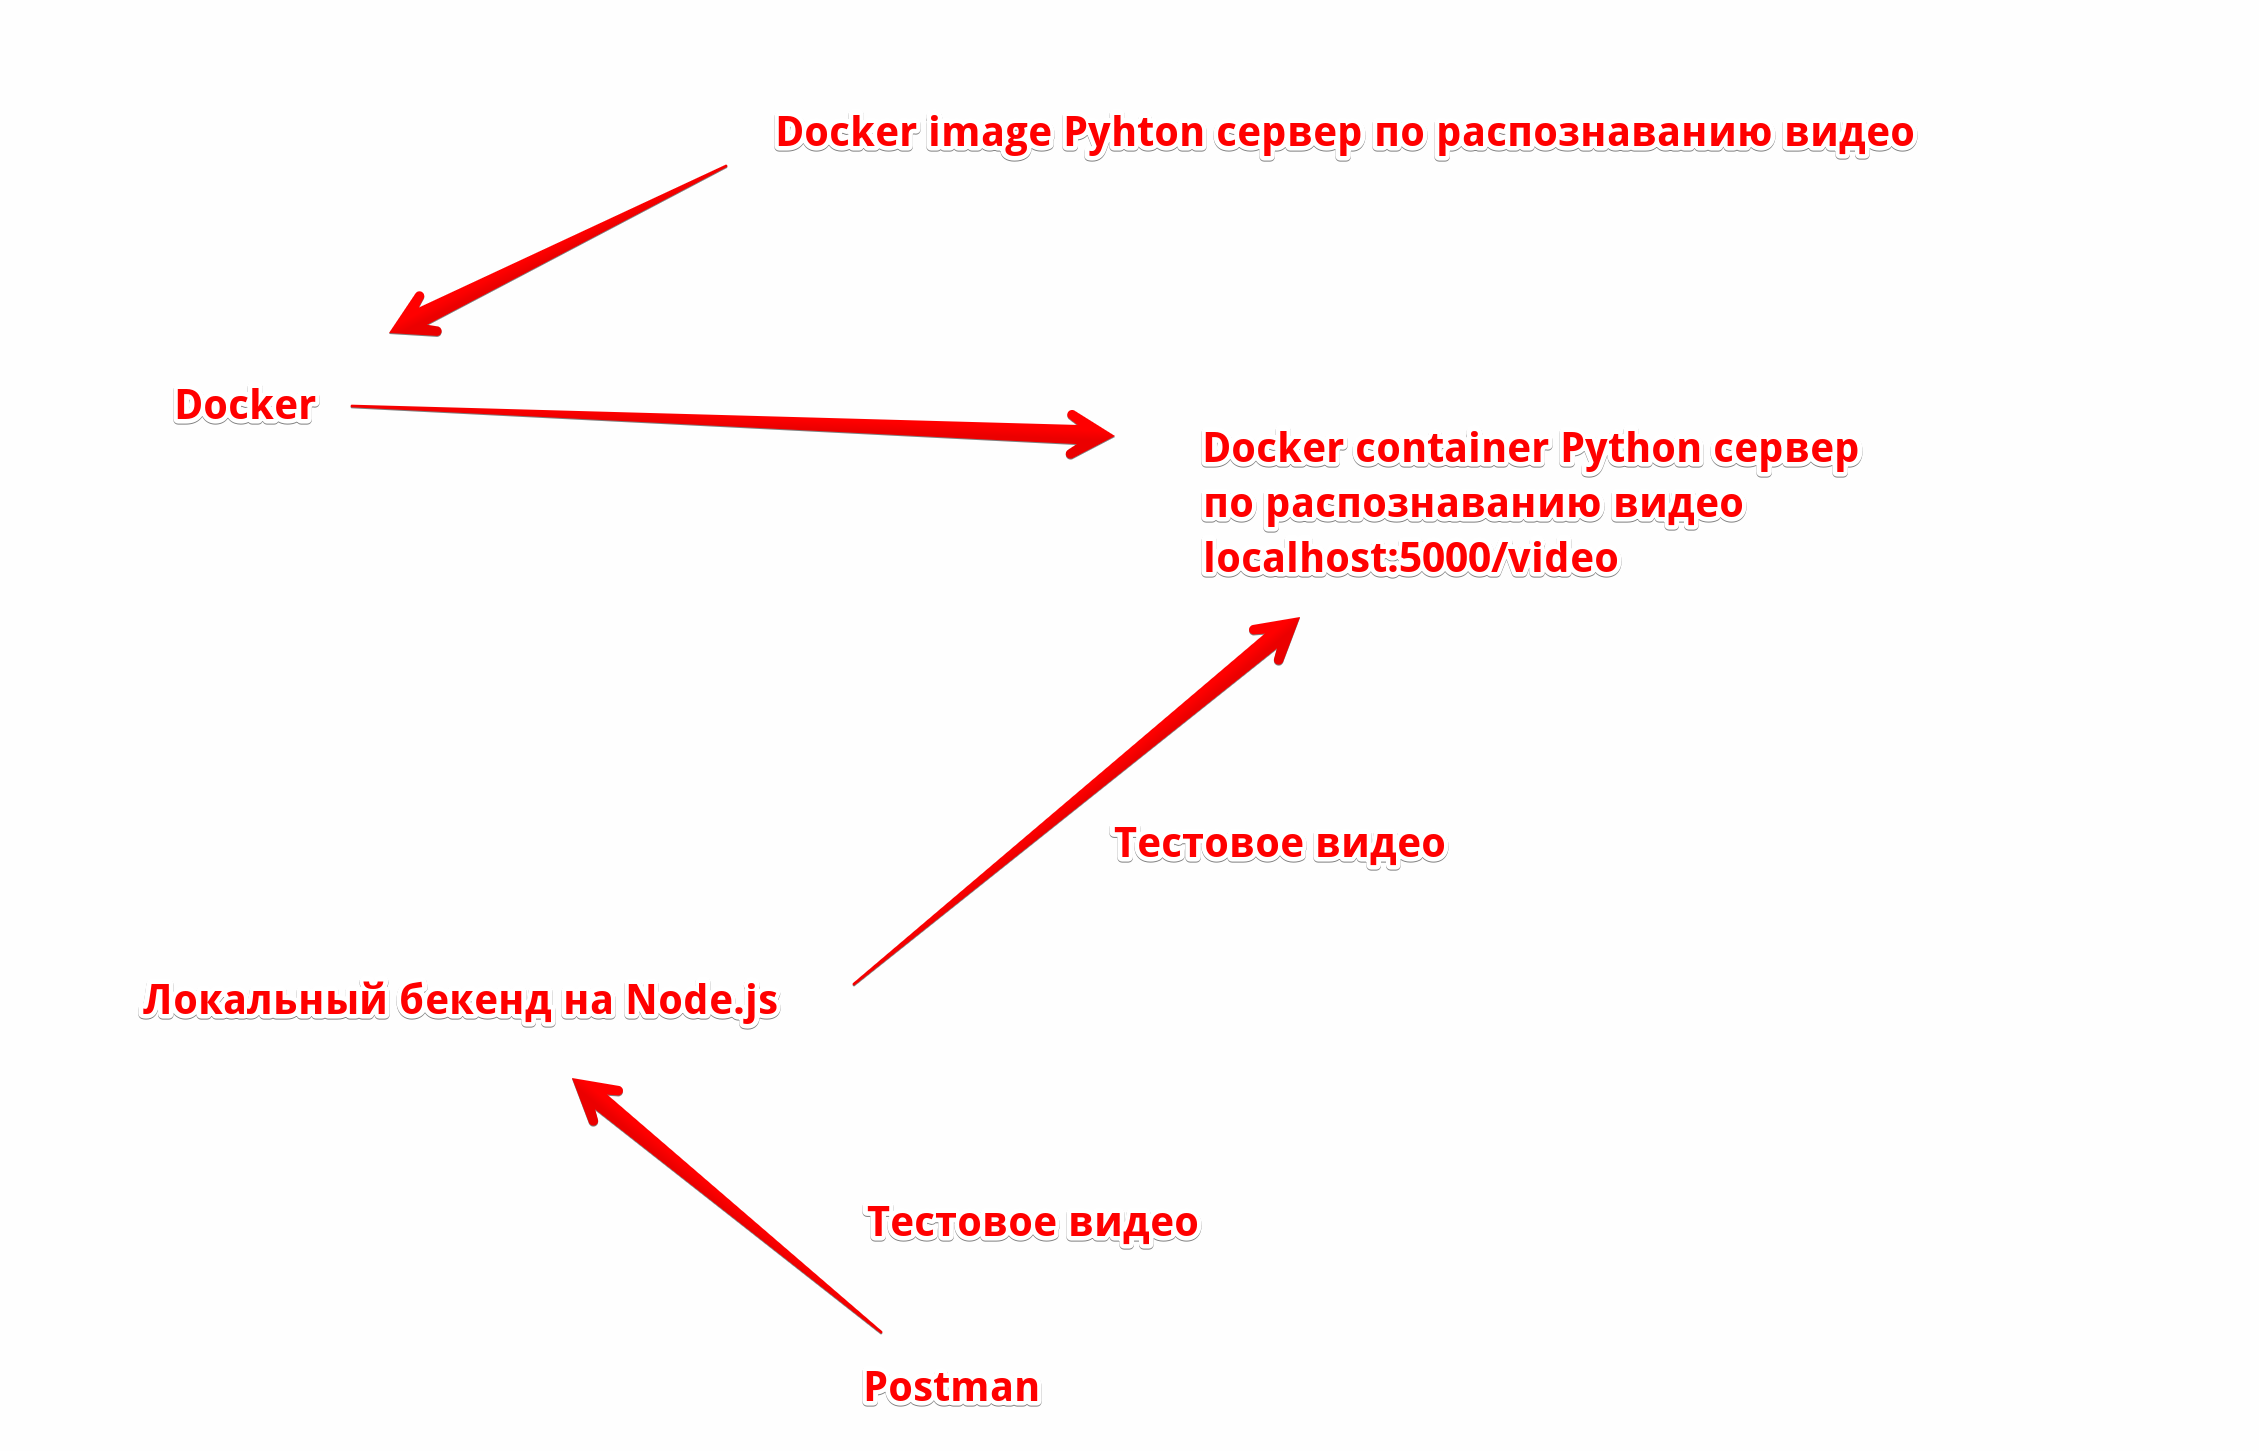 Docker image Pyhton сервер по распознаванию видео
Docker
Docker container Python сервер
по распознаванию видео
localhost:5000/video
Тестовое видео
Локальный бекенд на Node.js
Тестовое видео
Postman